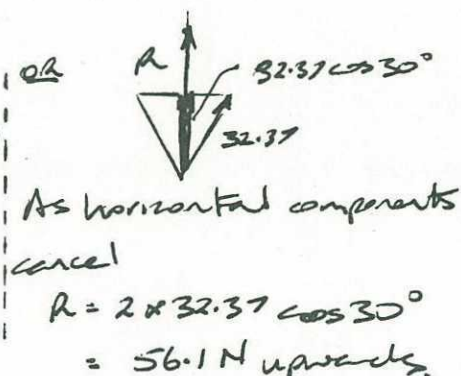 OR
R
32.37 cos 30°
32.37
As horizontal components
cancel
R = 2 × 32.37 cos 30°
= 56.1 N upwards